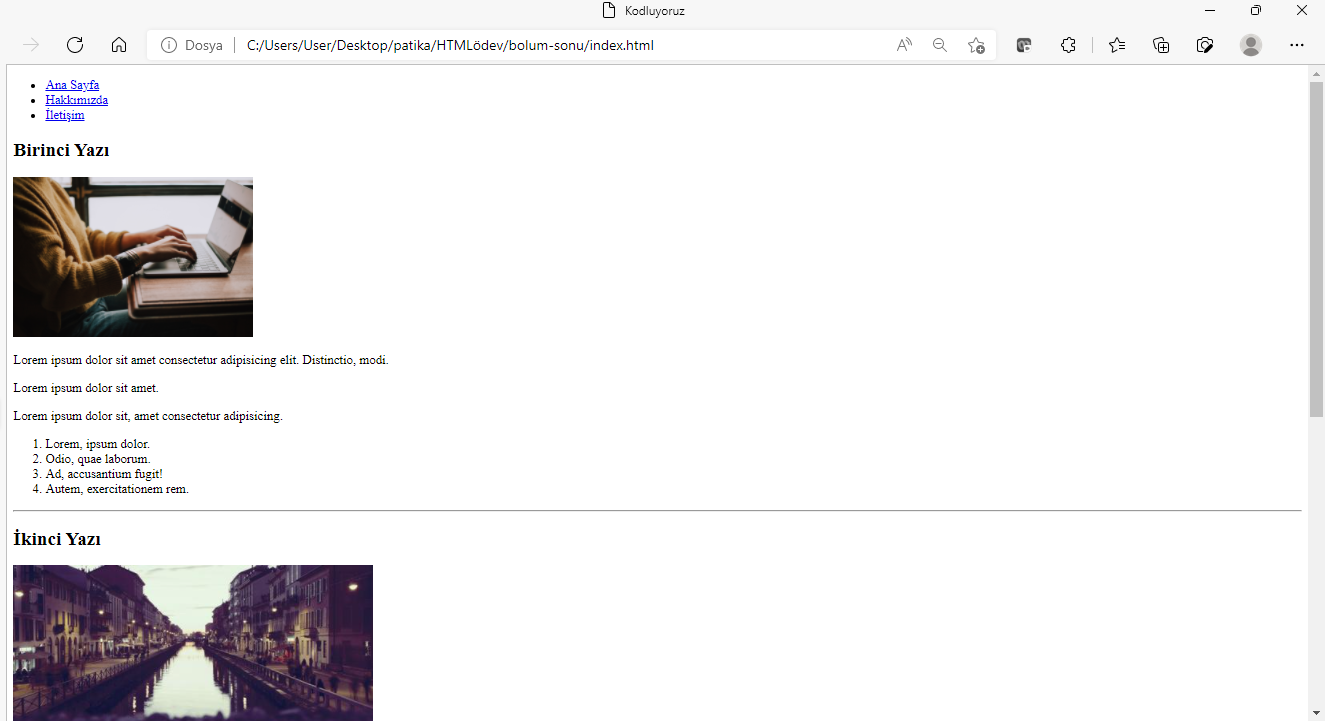 Kodluyoruz
Dosya C:/Users/User/Desktop/patika/HTMLödev/bolum-sonu/index.html
Ana Sayfa
Hakkımızda
İletişim
Birinci Yazı
Lorem ipsum dolor sit amet consectetur adipisicing elit. Distinctio, modi.
Lorem ipsum dolor sit amet.
Lorem ipsum dolor sit, amet consectetur adipisicing.
1. Lorem, ipsum dolor.
2. Odio, quae laborum.
3. Ad, accusantium fugit!
4. Autem, exercitationem rem.
İkinci Yazı